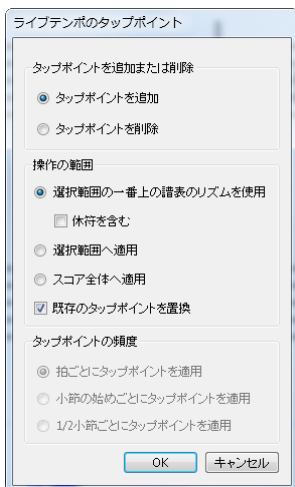 ライブテンポのタップポイント
タップポイントを追加または削除
タップポイントを追加
タップポイントを削除
操作の範囲
選択範囲の一番上の譜表のリズムを使用
休符を含む
選択範囲へ適用
スコア全体へ適用
既存のタップポイントを置換
タップポイントの頻度
拍ごとにタップポイントを適用
小節の始めごとにタップポイントを適用
1/2小節ごとにタップポイントを適用
OK キャンセル